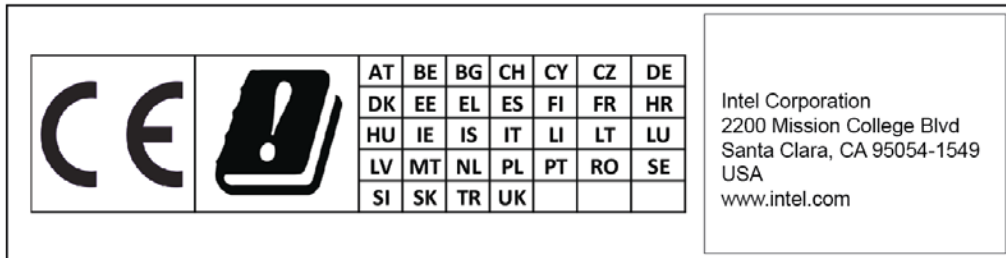 CE
AT BE BG CH CY CZ DE
DK EE EL ES FI FR HR
HU IE IS IT LI LT LU
LV MT NL PL PT RO SE
SI SK TR UK
Intel Corporation
2200 Mission College Blvd
Santa Clara, CA 95054-1549
USA
www.intel.com